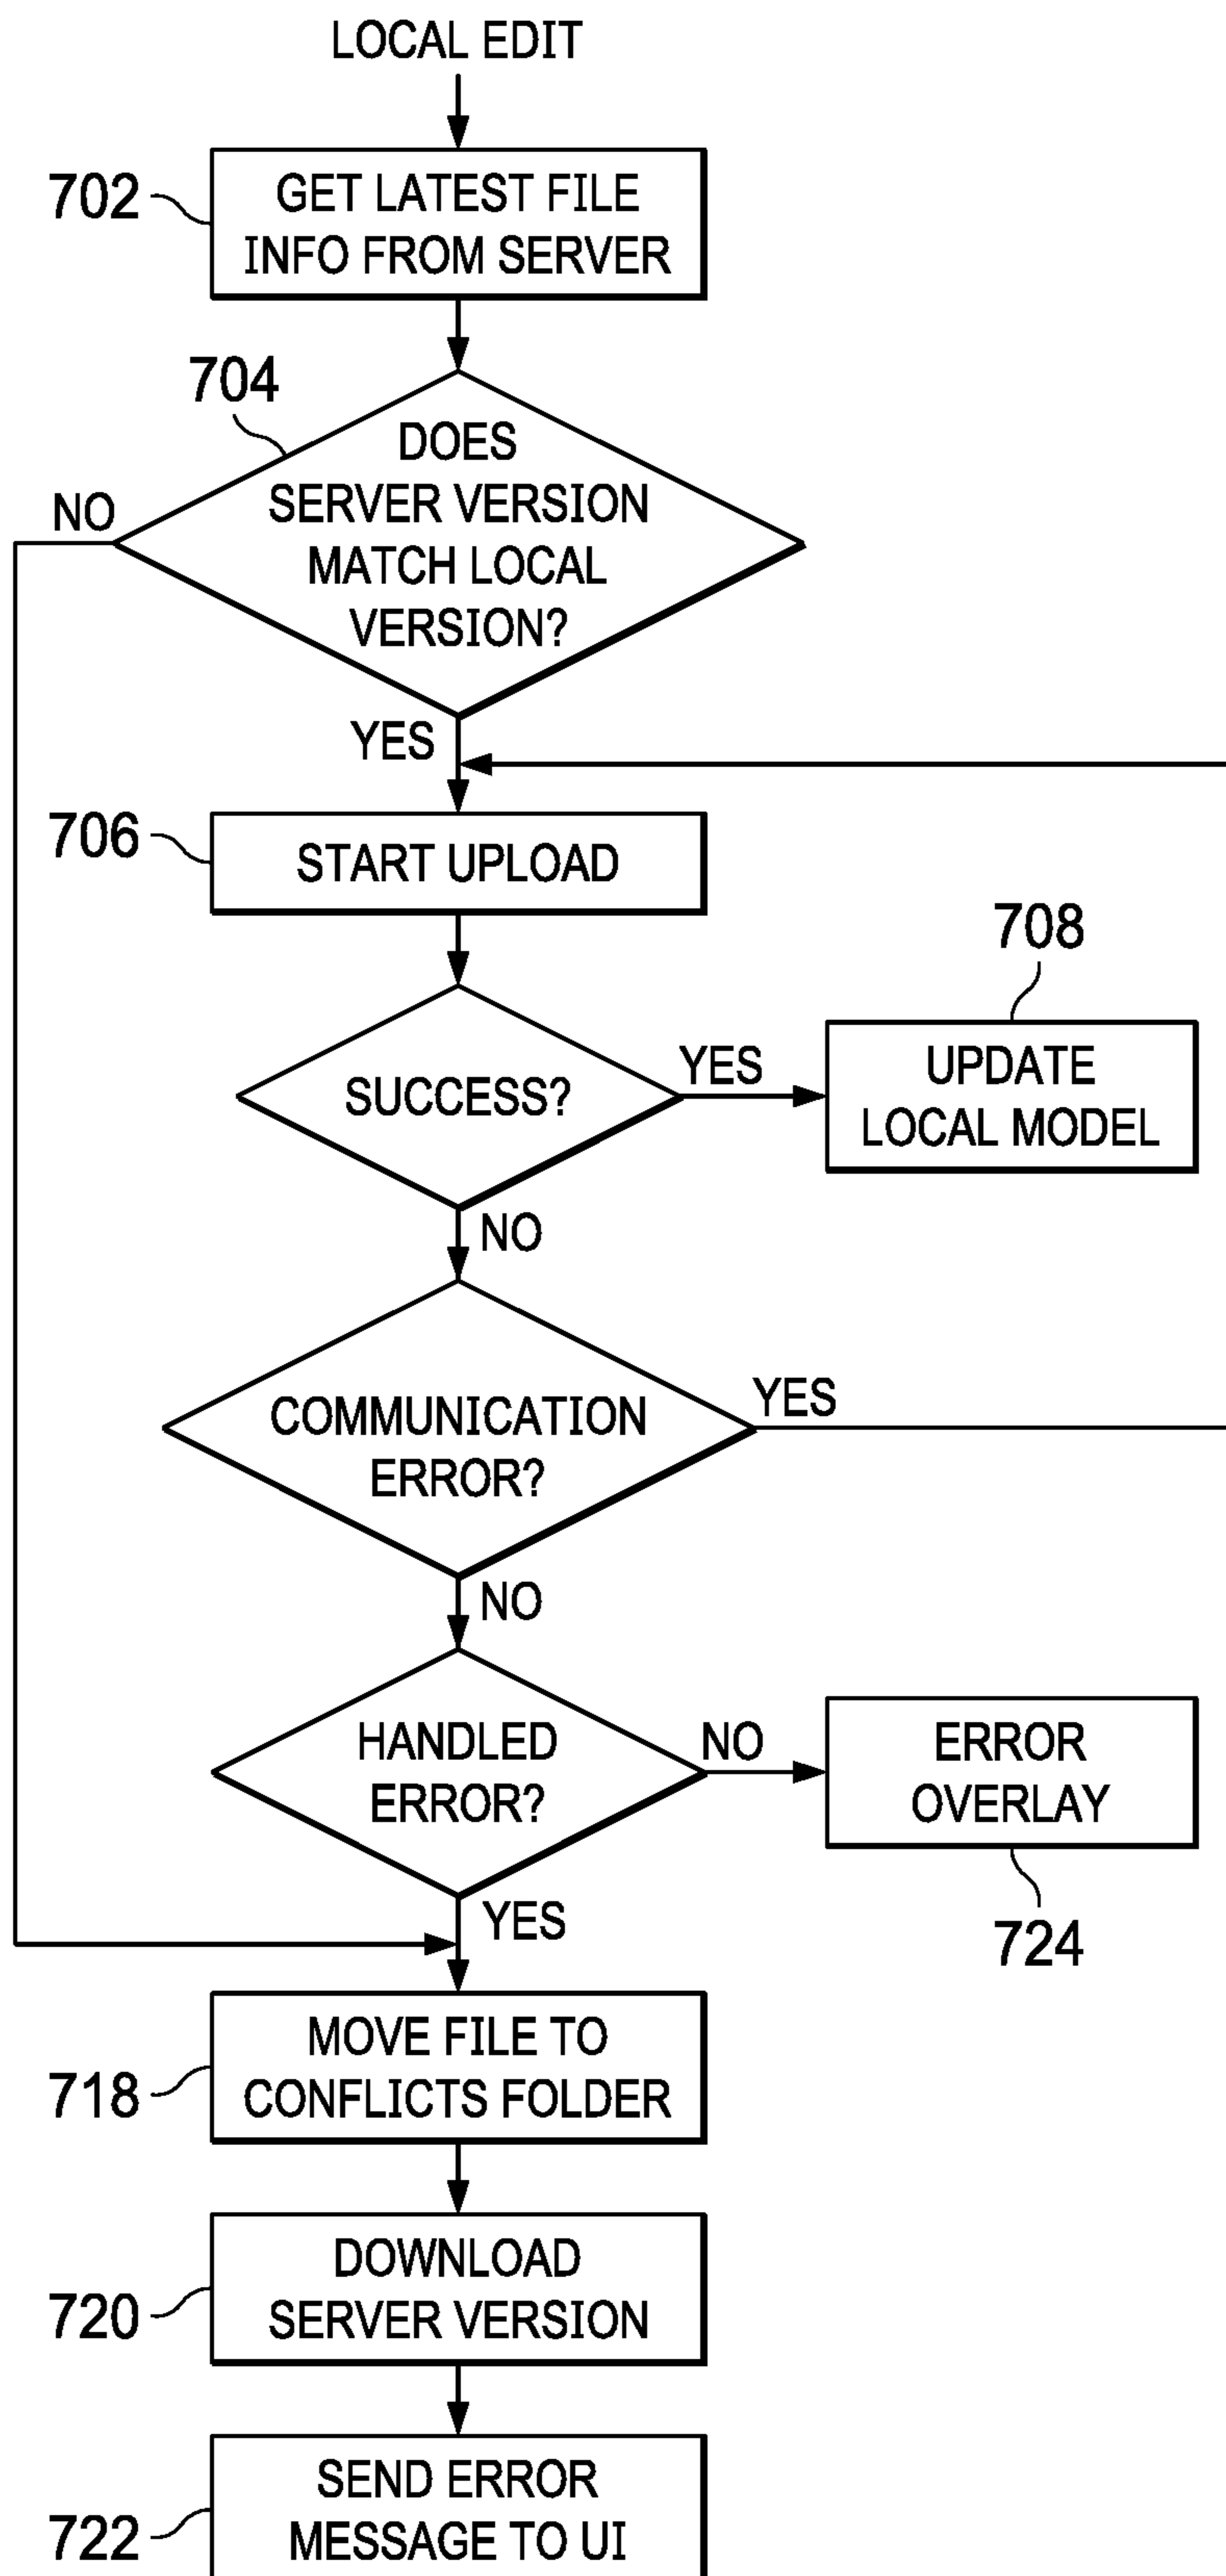 LOCAL EDIT
702
GET LATEST FILE
INFO FROM SERVER
704
DOES
SERVER VERSION
MATCH LOCAL
VERSION?
NO
YES
706
START UPLOAD
708
UPDATE
LOCAL MODEL
SUCCESS?
YES
NO
COMMUNICATION
ERROR?
YES
NO
HANDLED
ERROR?
NO
ERROR
OVERLAY
724
YES
718
MOVE FILE TO
CONFLICTS FOLDER
720
DOWNLOAD
SERVER VERSION
722
SEND ERROR
MESSAGE TO UI